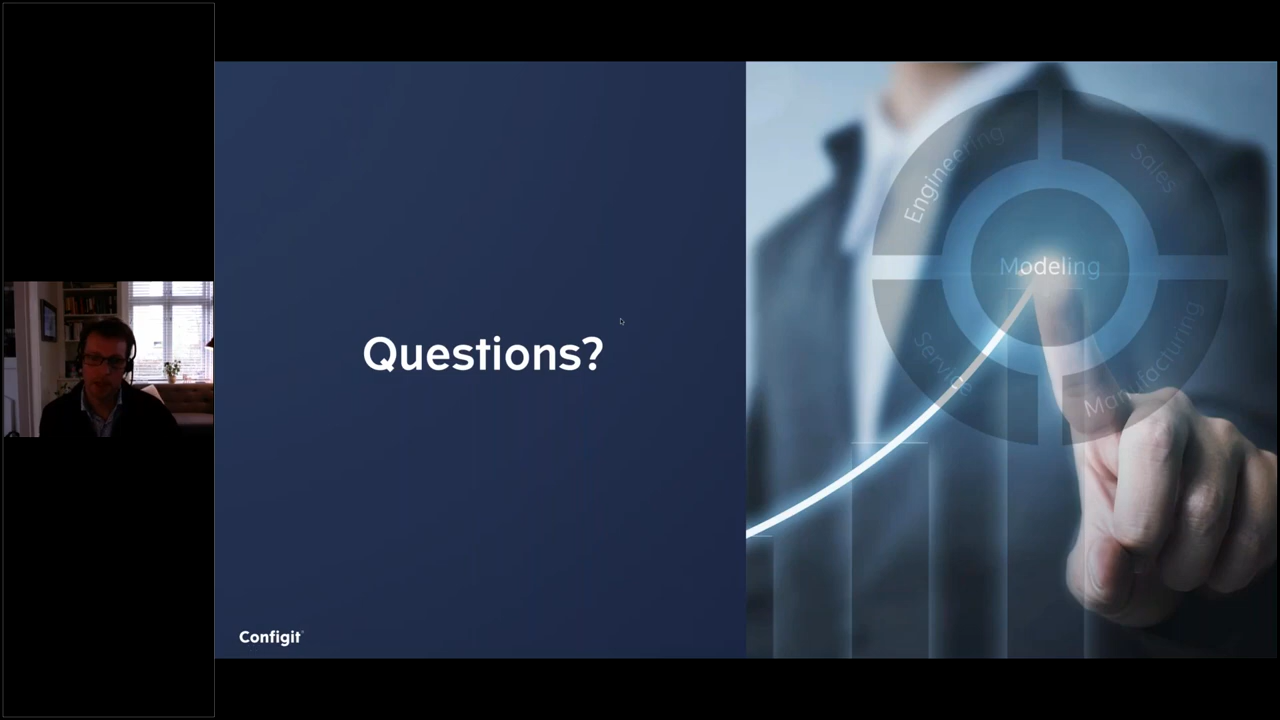 Questions?
Configit
Engineering
Sales
Modeling
Service
Manufacturing